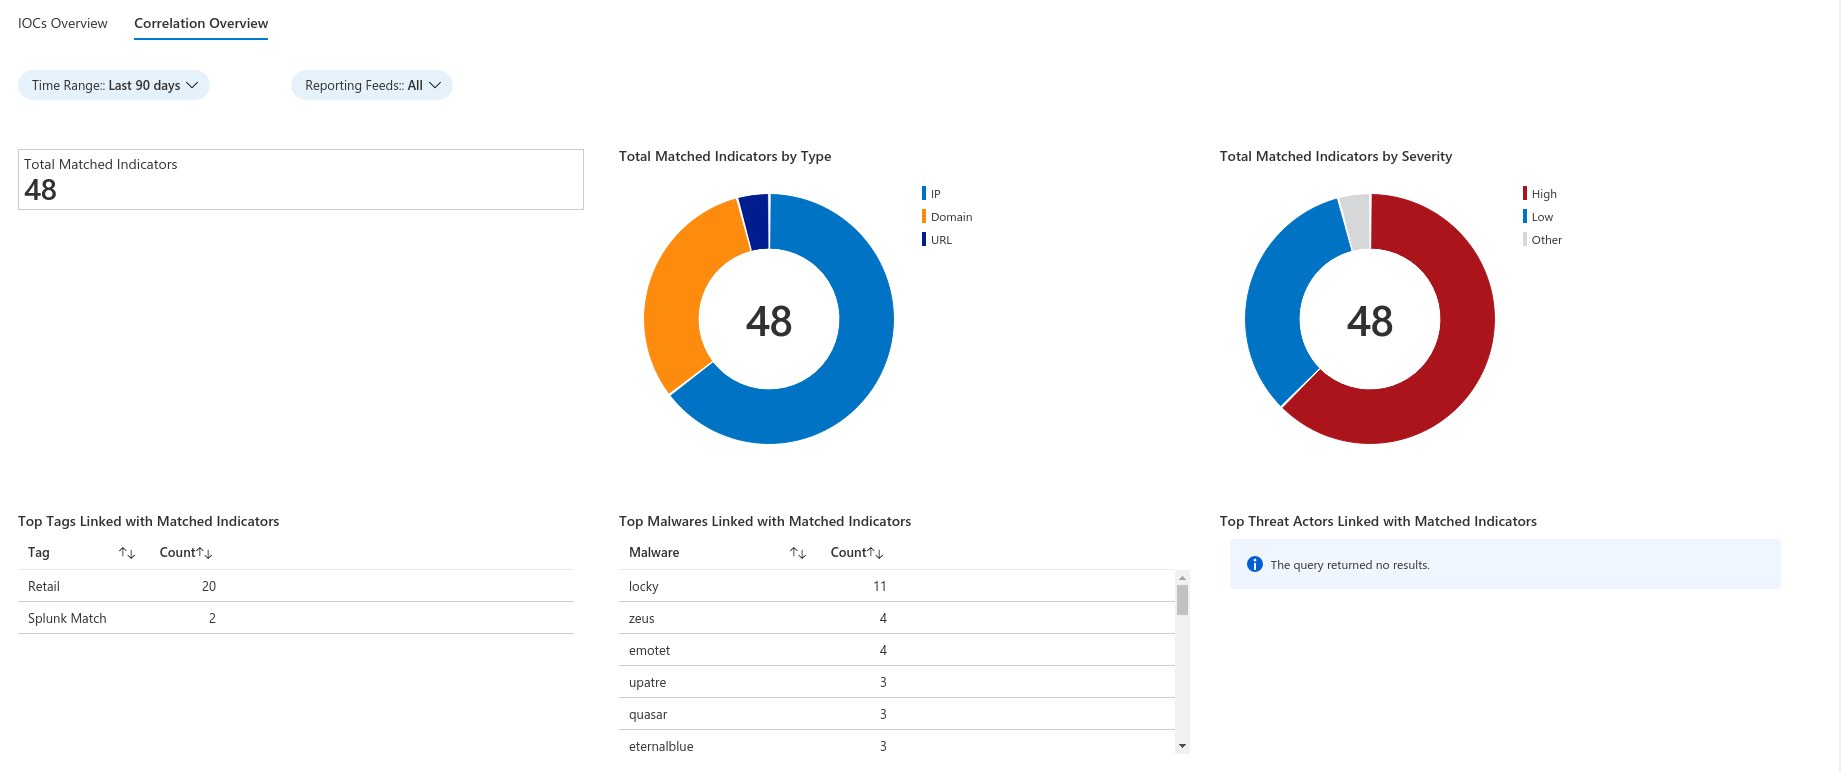 IOCs Overview
Correlation Overview
Time Range:: Last 90 days
Reporting Feeds:: All
Total Matched Indicators
48
Total Matched Indicators by Type
48
IP
Domain
URL
Total Matched Indicators by Severity
48
High
Low
Other
Top Tags Linked with Matched Indicators
Tag Count
Retail 20
Splunk Match 2
Top Malwares Linked with Matched Indicators
Malware Count
locky 11
zeus 4
emotet 4
upatre 3
quasar 3
eternalblue 3
Top Threat Actors Linked with Matched Indicators
The query returned no results.